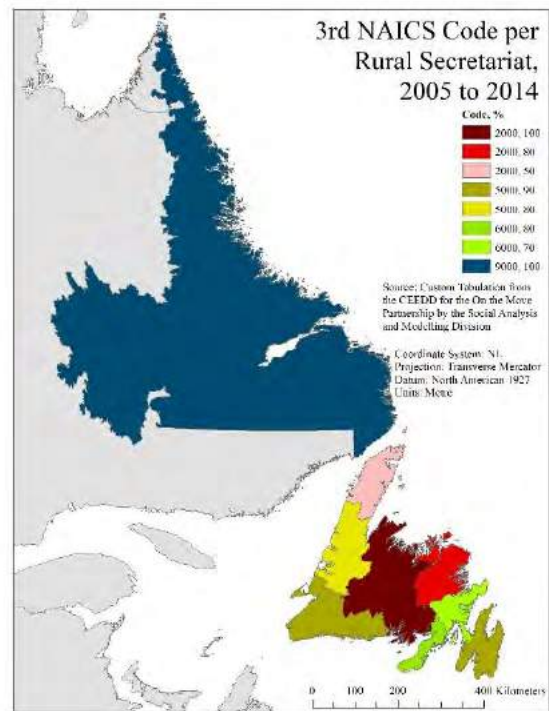 3rd NAICS Code per
Rural Secretariat,
2005 to 2014
Code, %
2000, 100
2000, 80
2000, 50
5000, 90
5000, 80
6000, 80
6000, 70
9000, 100
Source: Custom Tabulation from
the CEEDD for the On the Move
Partnership by the Social Analysis
and Modelling Division
Coordinate System: NL
Projection: Transverse Mercator
Datum: North American 1927
Units: Metre
0 100 200 400 Kilometers